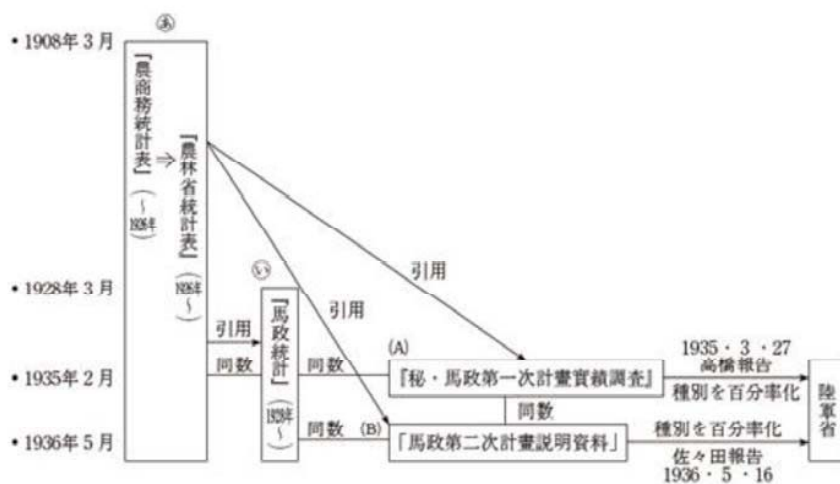 あ
・1908年3月
『農商務統計表』(～1926年)
⇒
『農林省統計表』(1926年～)
・1928年3月
い
『馬政統計』(1928年～)
引用
引用
引用
同数
同数
同数
・1935年2月
(A)
『秘・馬政第一次計畫實績調査』
同数
1935・3・27
高橋報告
種別を百分率化
・1936年5月
(B)
「馬政第二次計畫説明資料」
種別を百分率化
佐々田報告
1936・5・16
陸軍省